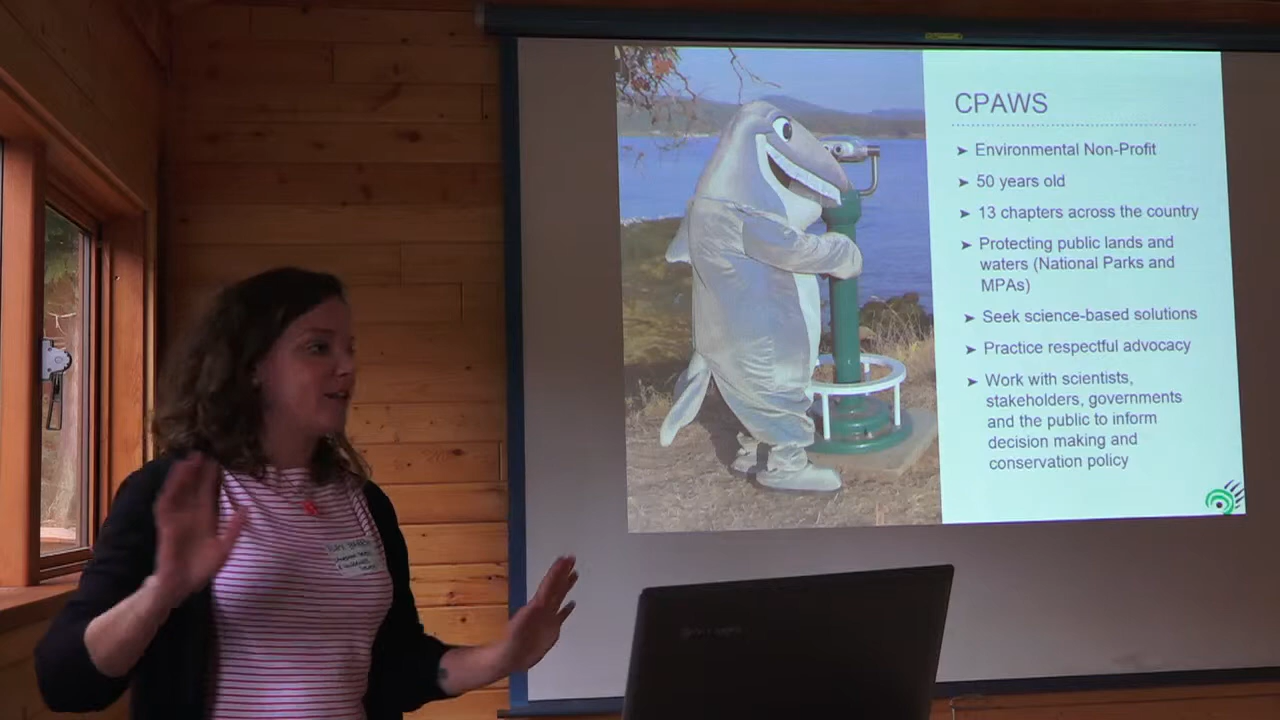 CPAWS
➤ Environmental Non-Profit
➤ 50 years old
➤ 13 chapters across the country
➤ Protecting public lands and
waters (National Parks and
MPAs)
➤ Seek science-based solutions
➤ Practice respectful advocacy
➤ Work with scientists,
stakeholders, governments
and the public to inform
decision making and
conservation policy